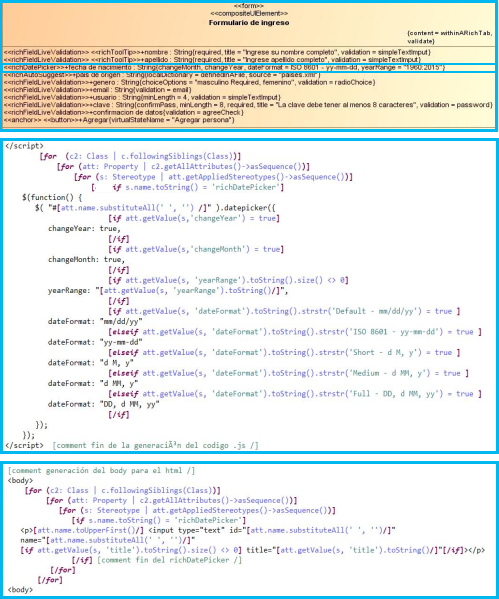 <<form>>
<<compositeUIElement>>
Formulario de ingreso
{content = withinARichTab,
validate}
<<richFieldLiveValidation>> <<richToolTip>>+nombre : String{required, title = "Ingrese su nombre completo", validation = simpleTextImput}
<<richFieldLiveValidation>> <<richToolTip>>+apellido : String{required, title = "Ingrese apellido completo", validation = simpleTextImput}
<<richDatePicker>>+fecha de nacimiento : String{changeMonth, changeYear, dateFormat = ISO 8601 - yy-mm-dd, yearRange = "1960:2015"}
<<richAutoSuggest>>+pais de origen : String{localDictionary = definedInAFile, source = "paises.xml"}
<<richFieldLiveValidation>>+genero : String{choiceOptions = "masculino Required, femenino", validation = radioChoice}
<<richFieldLiveValidation>>+email : String{validation = email}
<<richFieldLiveValidation>>+usuario : String{minLength = 4, validation = simpleTextImput}
<<richFieldLiveValidation>>+clave : String{confirmPass, minLength = 8, required, title = "La clave debe tener al menos 8 caracteres", validation = password}
<<richFieldLiveValidation>>+confirmacion de datos{validation = agreeCheck}
<<anchor>> <<button>>+Agregar{virtualStateName = "Agregar persona"}
</script>
[for (c2: Class | c.followingSiblings(Class))]
[for (att: Property | c2.getAllAttributes()->asSequence())]
[for (s: Stereotype | att.getAppliedStereotypes()->asSequence())]
[: if s.name.toString() = 'richDatePicker']
$(function() {
$( "#[att.name.substituteAll(' ', '') /]" ).datepicker({
[if att.getValue(s,'changeYear') = true]
changeYear: true,
[/if]
[if att.getValue(s,'changeMonth') = true]
changeMonth: true,
[/if]
[if att.getValue(s, 'yearRange').toString().size() <> 0]
yearRange: "[att.getValue(s, 'yearRange').toString()/]",
[/if]
[if att.getValue(s, 'dateFormat').toString().strstr('Default - mm/dd/yy') = true ]
dateFormat: "mm/dd/yy"
[elseif att.getValue(s, 'dateFormat').toString().strstr('ISO 8601 - yy-mm-dd') = true ]
dateFormat: "yy-mm-dd"
[elseif att.getValue(s, 'dateFormat').toString().strstr('Short - d M, y') = true ]
dateFormat: "d M, y"
[elseif att.getValue(s, 'dateFormat').toString().strstr('Medium - d MM, y') = true ]
dateFormat: "d MM, y"
[elseif att.getValue(s, 'dateFormat').toString().strstr('Full - DD, d MM, yy') = true ]
dateFormat: "DD, d MM, yy"
[/if]
});
});
</script> [comment fin de la generaciÃ³n del codigo .js /]
[comment generación del body para el html /]
<body>
[for (c2: Class | c.followingSiblings(Class))]
[for (att: Property | c2.getAllAttributes()->asSequence())]
[for (s: Stereotype | att.getAppliedStereotypes()->asSequence())]
[if s.name.toString() = 'richDatePicker']
<p>[att.name.toUpperFirst()/] <input type="text" id="[att.name.substituteAll(' ', '')/]"
name="[att.name.substituteAll(' ', '')/]"
[if att.getValue(s, 'title').toString().size() <> 0] title="[att.getValue(s, 'title').toString()/]"[/if]></p>
[/if] [comment fin del richDatePicker /]
[/for]
[/for]
<body>